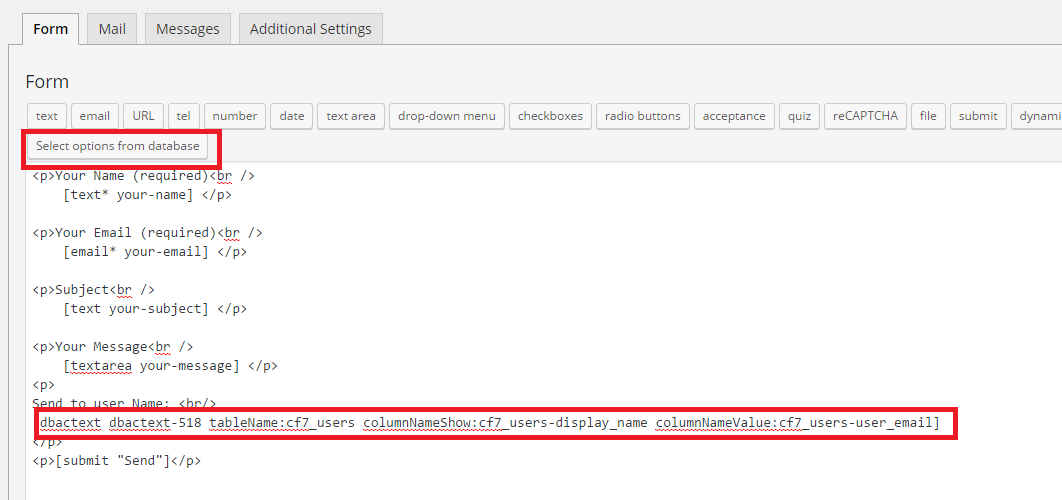 Form Mail Messages Additional Settings
Form
text email URL tel number date text area drop-down menu checkboxes radio buttons acceptance quiz reCAPTCHA file submit dynami
Select options from database
<p>Your Name (required)<br />
[text* your-name] </p>
<p>Your Email (required)<br />
[email* your-email] </p>
<p>Subject<br />
[text your-subject] </p>
<p>Your Message<br />
[textarea your-message] </p>
<p>
Send to user Name: <br/>
dbactext dbactext-518 tableName:cf7_users columnNameShow:cf7_users-display_name columnNameValue:cf7_users-user_email]
</p>
<p>[submit "Send"]</p>